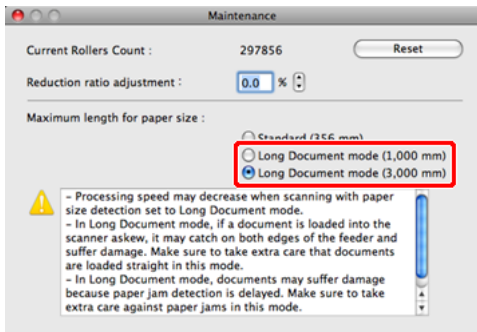 Maintenance
Current Rollers Count : 297856 Reset
Reduction ratio adjustment : 0.0 %
Maximum length for paper size :
Standard (356 mm)
Long Document mode (1,000 mm)
Long Document mode (3,000 mm)
– Processing speed may decrease when scanning with paper
size detection set to Long Document mode.
– In Long Document mode, if a document is loaded into the
scanner askew, it may catch on both edges of the feeder and
suffer damage. Make sure to take extra care that documents
are loaded straight in this mode.
– In Long Document mode, documents may suffer damage
because paper jam detection is delayed. Make sure to take
extra care against paper jams in this mode.